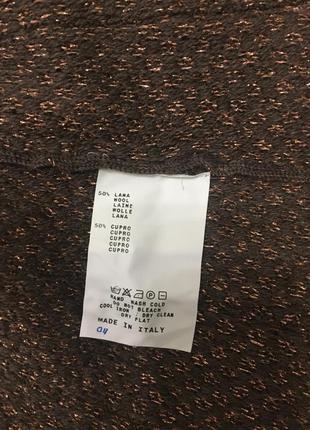 50% LANA
WOOL
LAINE
WOLLE
LANA
50% CUPRO
CUPRO
CUPRO
CUPRO
CUPRO
HAND WASH COLD
DO NOT BLEACH
COOL IRON DRY CLEAN
DRY FLAT
MADE IN ITALY